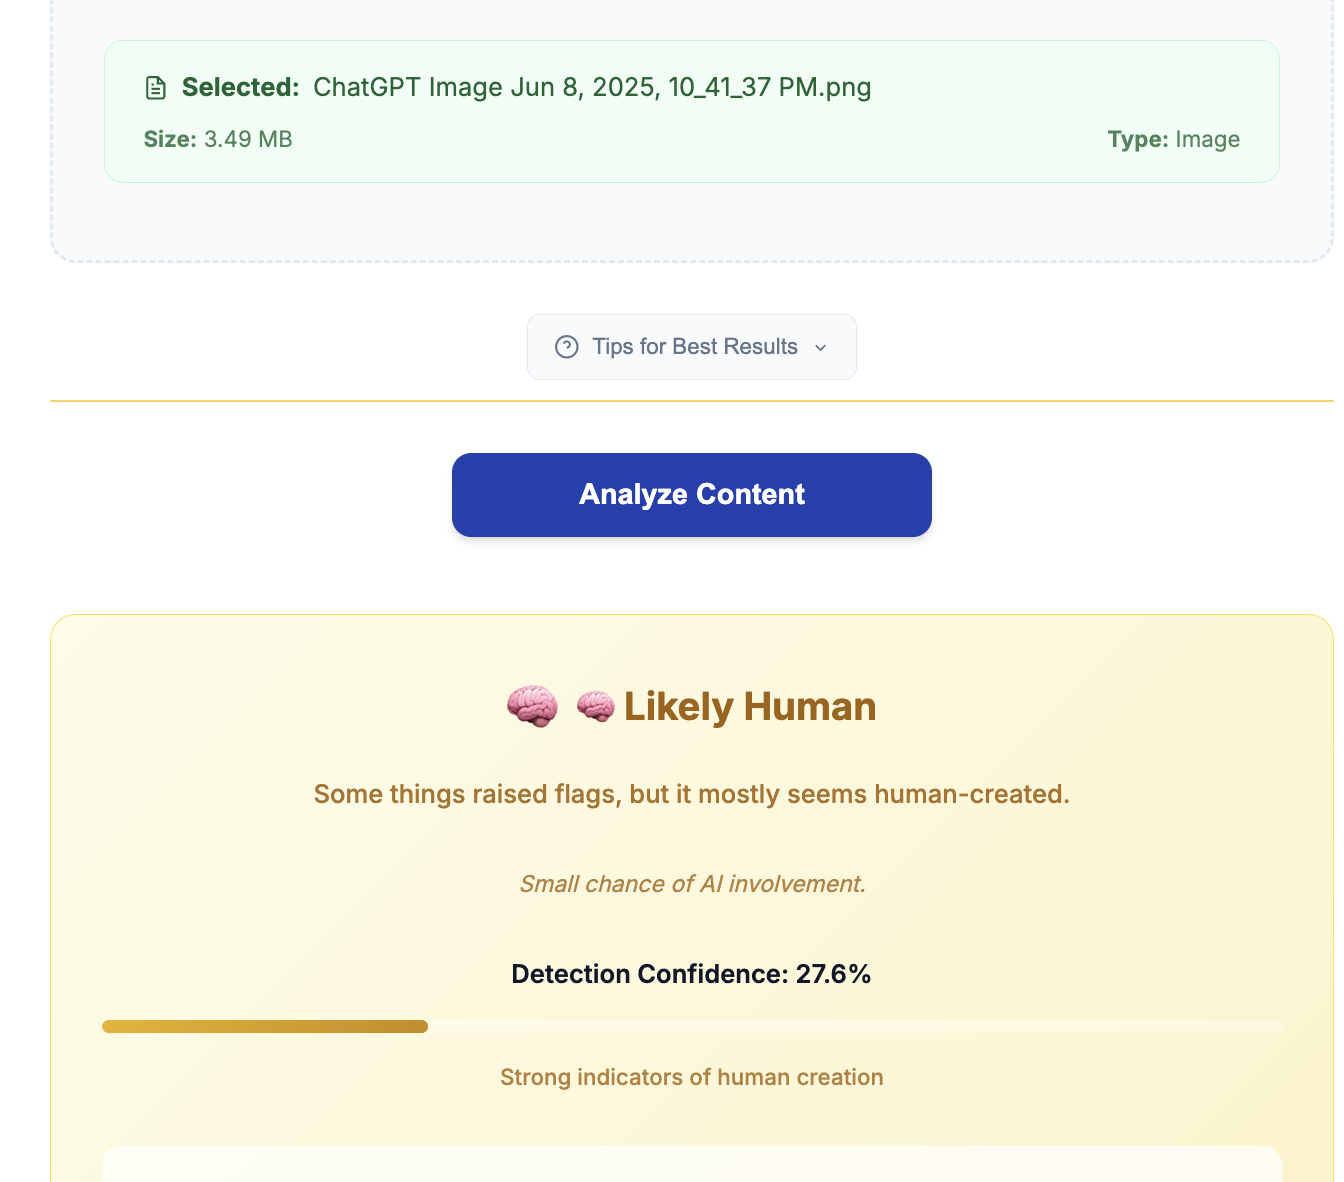 Selected: ChatGPT Image Jun 8, 2025, 10_41_37 PM.png
Size: 3.49 MB Type: Image
Tips for Best Results
Analyze Content
Likely Human
Some things raised flags, but it mostly seems human-created.
Small chance of AI involvement.
Detection Confidence: 27.6%
Strong indicators of human creation